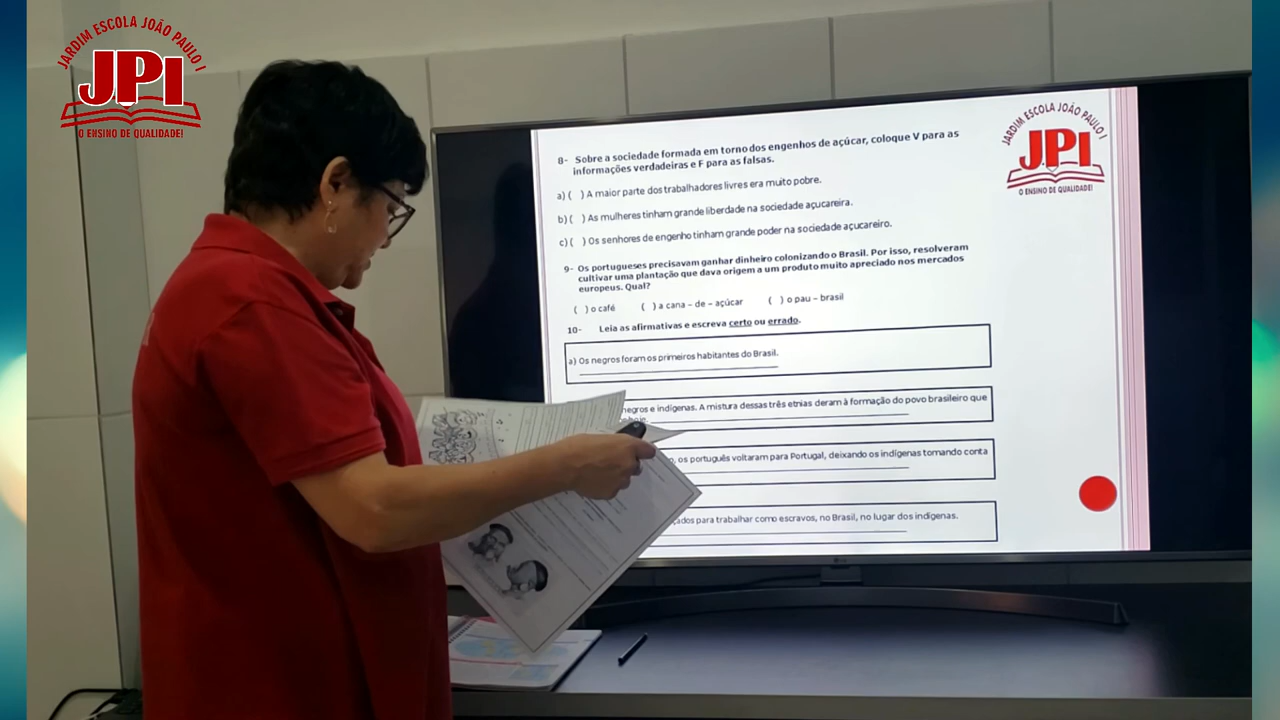 JARDIM ESCOLA JOÃO PAULO I
JPI
O ENSINO DE QUALIDADE!
JARDIM ESCOLA JOÃO PAULO I
JPI
O ENSINO DE QUALIDADE!
8- Sobre a sociedade formada em torno dos engenhos de açúcar, coloque V para as
informações verdadeiras e F para as falsas.
a) ( ) A maior parte dos trabalhadores livres era muito pobre.
b) ( ) As mulheres tinham grande liberdade na sociedade açucareira.
c) ( ) Os senhores de engenho tinham grande poder na sociedade açucareiro.
9- Os portugueses precisavam ganhar dinheiro colonizando o Brasil. Por isso, resolveram
cultivar uma plantação que dava origem a um produto muito apreciado nos mercados
europeus. Qual?
( ) o café ( ) a cana – de – açúcar ( ) o pau – brasil
10- Leia as afirmativas e escreva certo ou errado.
a) Os negros foram os primeiros habitantes do Brasil.
negros e indígenas. A mistura dessas três etnias deram à formação do povo brasileiro que
os português voltaram para Portugal, deixando os indígenas tomando conta
para trabalhar como escravos, no Brasil, no lugar dos indígenas.
LG